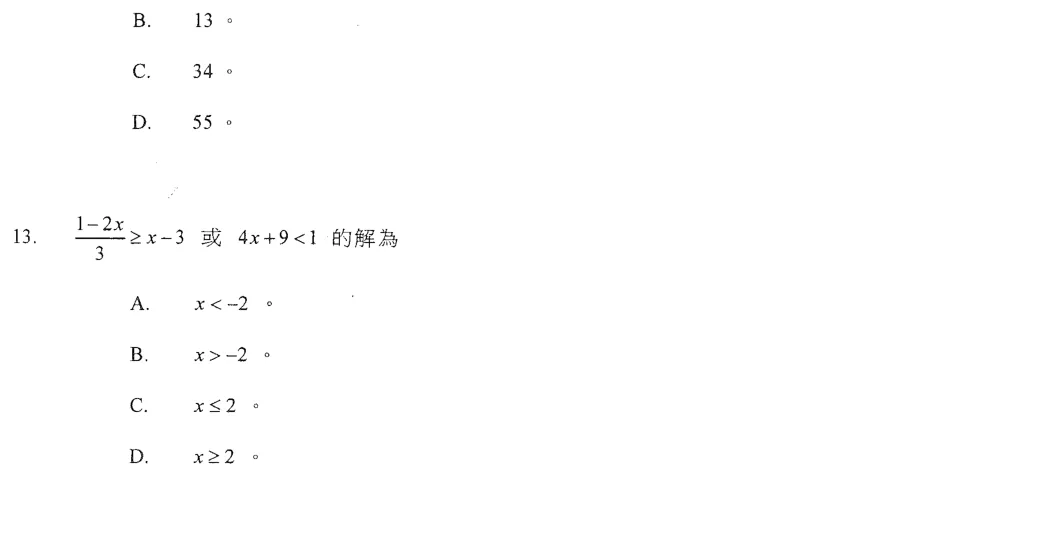 B. 13。
C. 34。
D. 55。
13. (1−2x)/3 ≥ x−3 或 4x+9<1 的解為
A. x<−2。
B. x>−2。
C. x≤2。
D. x≥2。